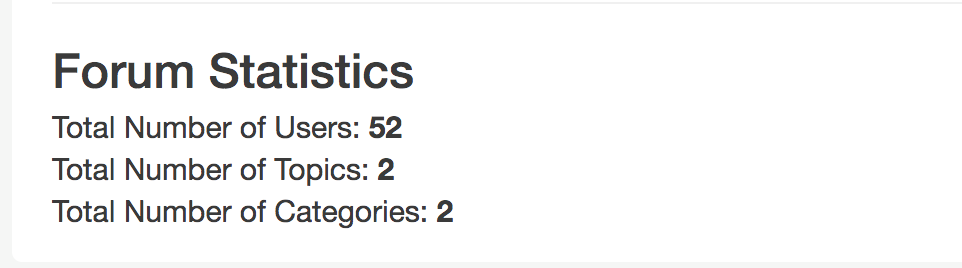 Forum Statistics
Total Number of Users: 52
Total Number of Topics: 2
Total Number of Categories: 2